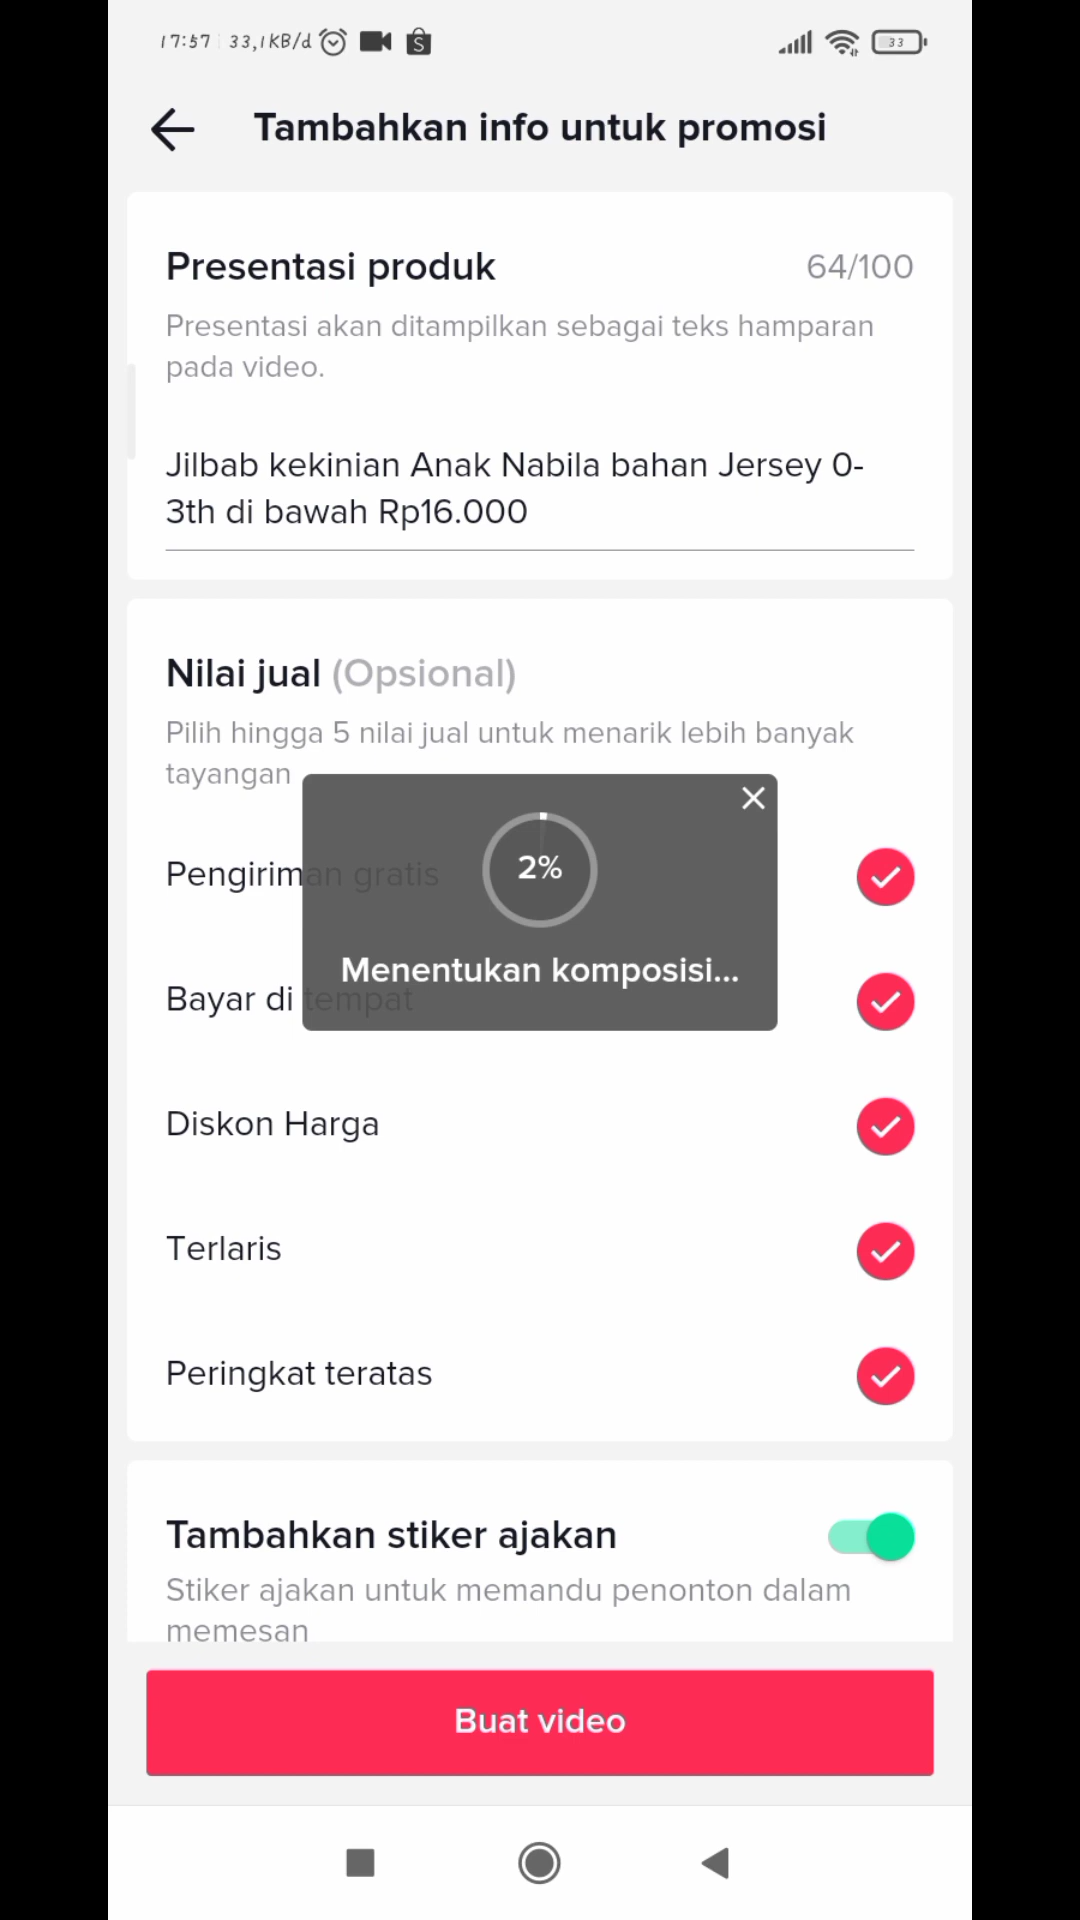 17:57 33,1KB/d
33
Tambahkan info untuk promosi
Presentasi produk 64/100
Presentasi akan ditampilkan sebagai teks hamparan
pada video.
Jilbab kekinian Anak Nabila bahan Jersey 0-
3th di bawah Rp16.000
Nilai jual (Opsional)
Pilih hingga 5 nilai jual untuk menarik lebih banyak
tayangan
2%
Pengiriman gratis
Menentukan komposisi...
Bayar di tempat
Diskon Harga
Terlaris
Peringkat teratas
Tambahkan stiker ajakan
Stiker ajakan untuk memandu penonton dalam
memesan
Buat video